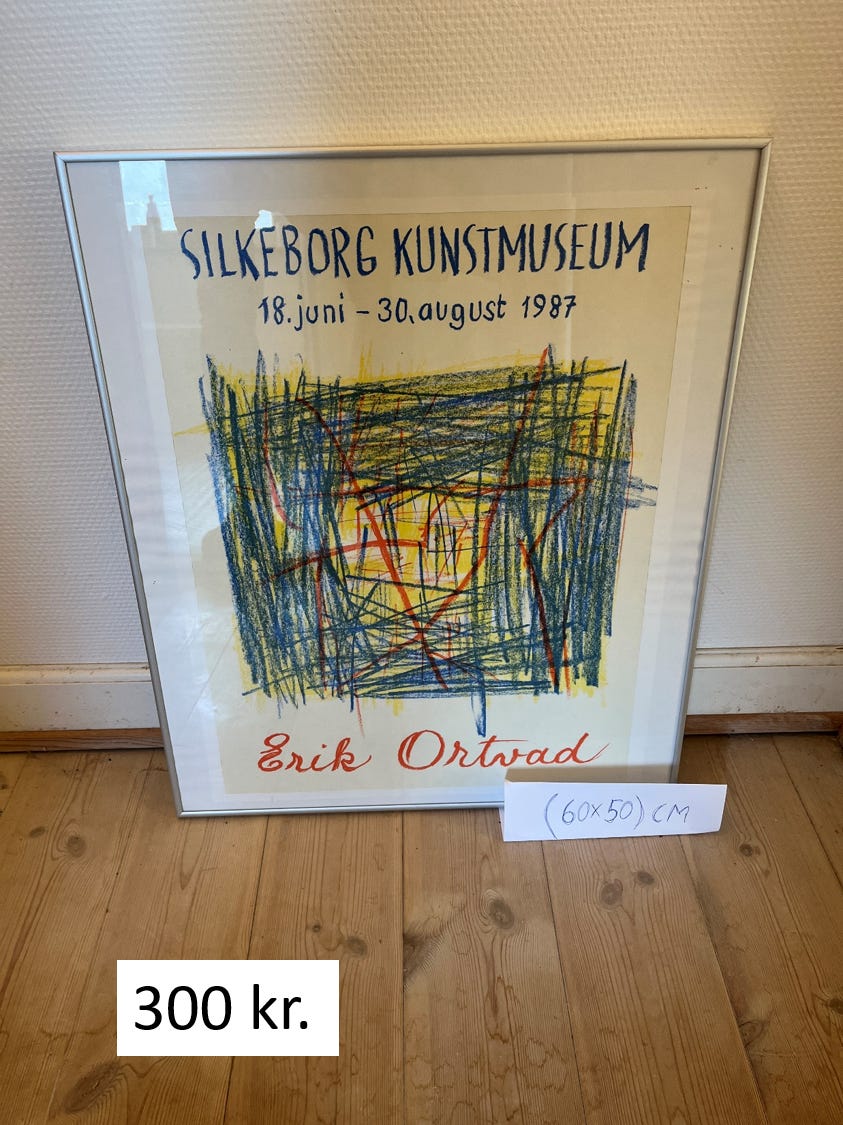 SILKEBORG KUNSTMUSEUM
18. juni – 30. august 1987
Erik Ortvad
(60x50) CM
300 kr.